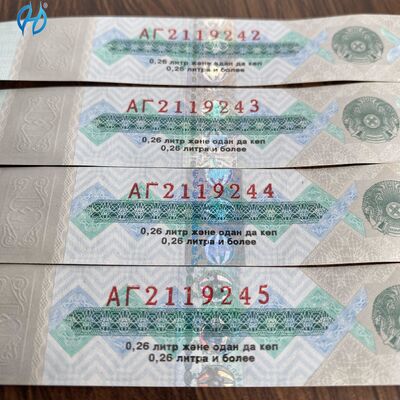 АГ2119242
0,26 литр және одан да көп
0,26 литра и более
АГ2119243
0,26 литр және одан да көп
0,26 литра и более
АГ2119244
0,26 литр және одан да көп
0,26 литра и более
АГ2119245
0,26 литр және одан да көп
0,26 литра и более